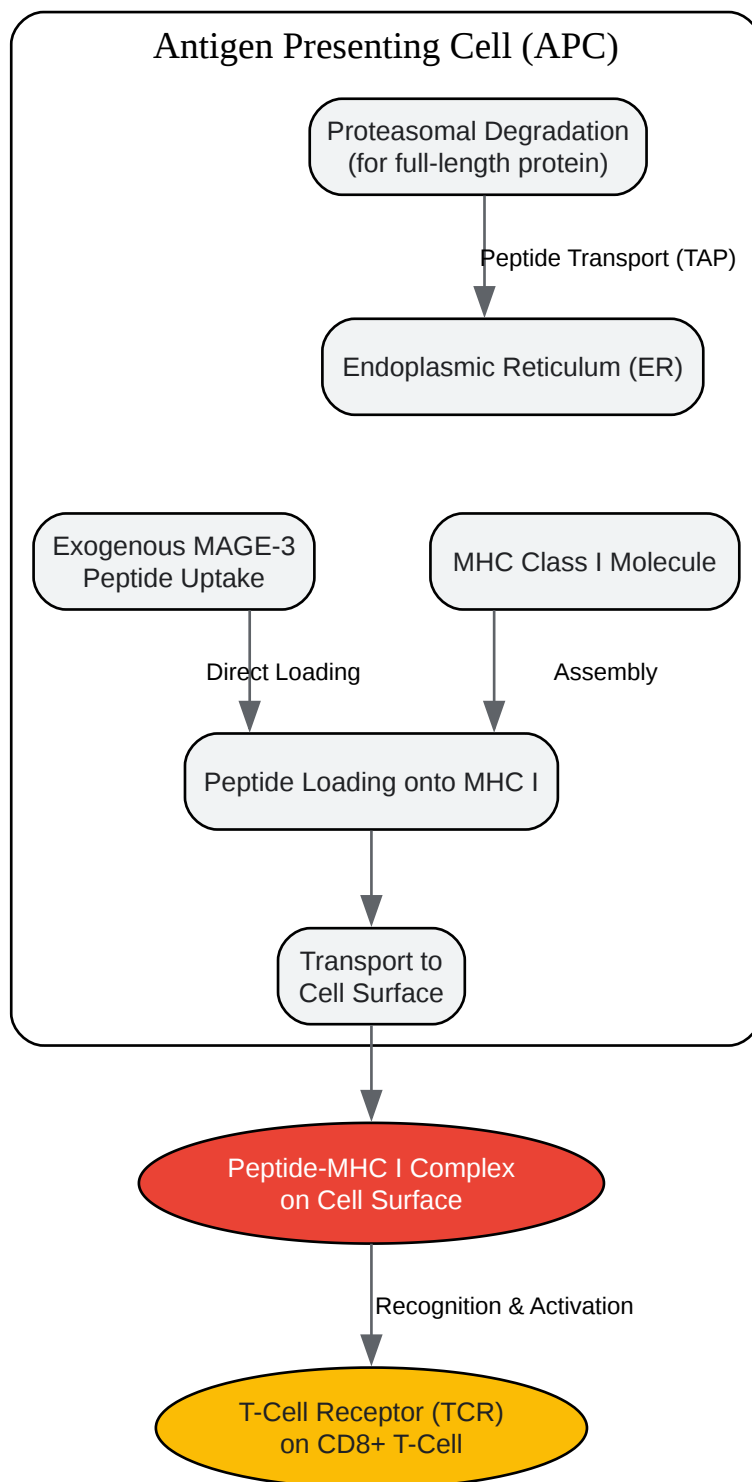 Antigen Presenting Cell (APC)
Proteasomal Degradation
(for full-length protein)
Peptide Transport (TAP)
Endoplasmic Reticulum (ER)
Exogenous MAGE-3
Peptide Uptake
MHC Class I Molecule
Direct Loading
Assembly
Peptide Loading onto MHC I
Transport to
Cell Surface
Peptide-MHC I Complex
on Cell Surface
Recognition & Activation
T-Cell Receptor (TCR)
on CD8+ T-Cell